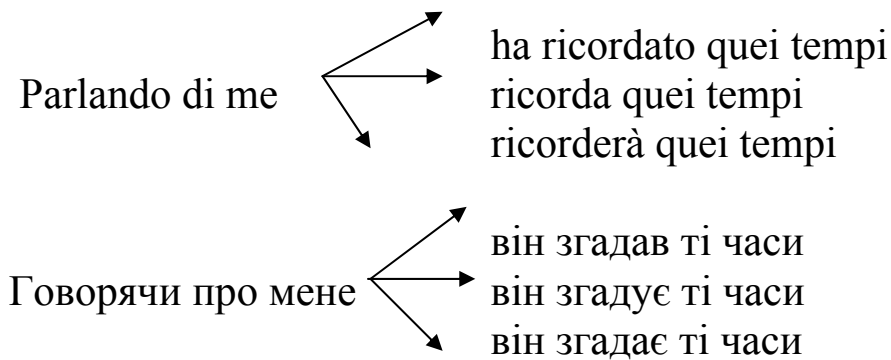 ha ricordato quei tempi
Parlando di me
ricorda quei tempi
ricorderà quei tempi
він згадав ті часи
Говорячи про мене
він згадує ті часи
він згадає ті часи